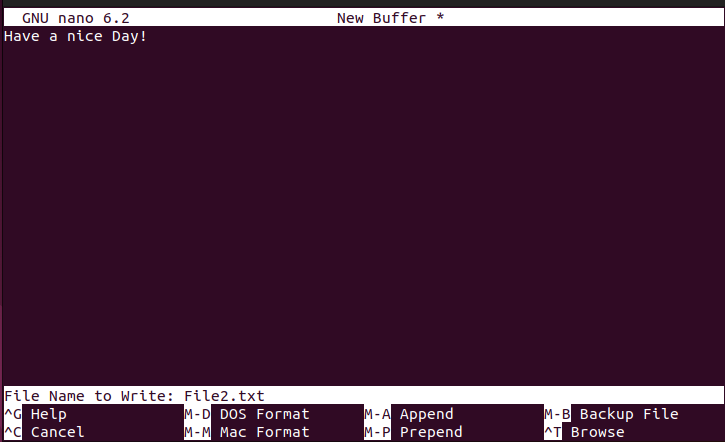 GNU nano 6.2 New Buffer *
Have a nice Day!
File Name to Write: File2.txt
^G Help M-D DOS Format M-A Append M-B Backup File
^C Cancel M-M Mac Format M-P Prepend ^T Browse